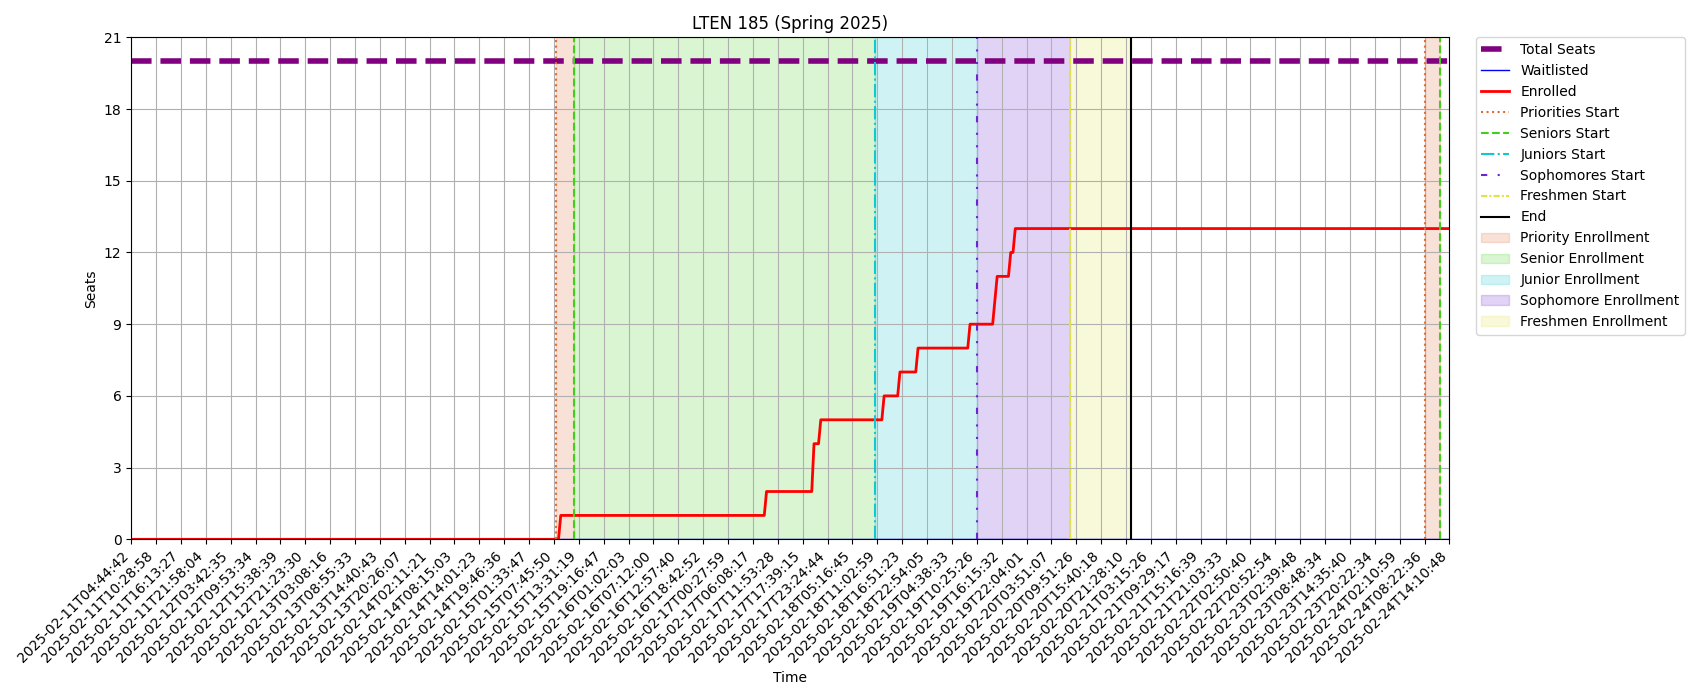 LTEN 185 (Spring 2025)
21
18
15
12
9
6
3
0
Seats
2025-02-11T04:44:42
2025-02-11T10:28:58
2025-02-11T16:13:27
2025-02-11T21:58:04
2025-02-12T03:42:35
2025-02-12T09:53:34
2025-02-12T15:38:39
2025-02-12T21:23:30
2025-02-13T03:08:16
2025-02-13T08:55:33
2025-02-13T14:40:43
2025-02-13T20:26:07
2025-02-14T02:11:21
2025-02-14T08:15:03
2025-02-14T14:01:23
2025-02-14T19:46:36
2025-02-15T01:33:47
2025-02-15T07:45:50
2025-02-15T13:31:19
2025-02-15T19:16:47
2025-02-16T01:02:03
2025-02-16T07:12:00
2025-02-16T12:57:40
2025-02-16T18:42:52
2025-02-17T00:27:59
2025-02-17T06:08:17
2025-02-17T11:53:28
2025-02-17T17:39:15
2025-02-17T23:24:44
2025-02-18T05:16:45
2025-02-18T11:02:59
2025-02-18T16:51:23
2025-02-18T22:54:05
2025-02-19T04:38:33
2025-02-19T10:25:26
2025-02-19T16:15:32
2025-02-19T22:04:01
2025-02-20T03:51:07
2025-02-20T09:51:26
2025-02-20T15:40:18
2025-02-20T21:28:10
2025-02-21T03:15:26
2025-02-21T09:29:17
2025-02-21T15:16:39
2025-02-21T21:03:33
2025-02-22T02:50:40
2025-02-22T20:52:54
2025-02-23T02:39:48
2025-02-23T08:48:34
2025-02-23T14:35:40
2025-02-23T20:22:34
2025-02-24T02:10:59
2025-02-24T08:22:36
2025-02-24T14:10:48
Time
Total Seats
Waitlisted
Enrolled
Priorities Start
Seniors Start
Juniors Start
Sophomores Start
Freshmen Start
End
Priority Enrollment
Senior Enrollment
Junior Enrollment
Sophomore Enrollment
Freshmen Enrollment